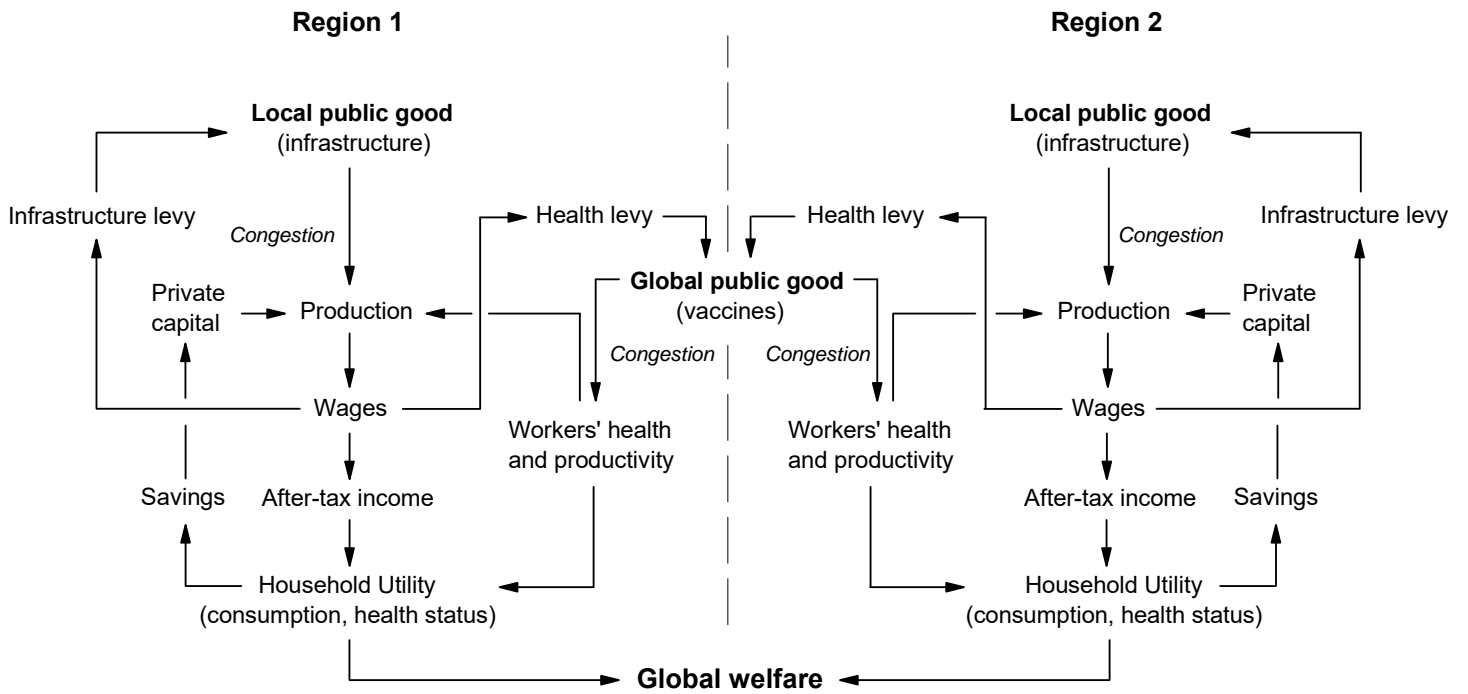 Region 1
Region 2
Local public good
(infrastructure)
Local public good
(infrastructure)
Infrastructure levy
Health levy
Health levy
Infrastructure levy
Congestion
Congestion
Global public good
(vaccines)
Private
capital
Production
Production
Private
capital
Congestion
Congestion
Wages
Wages
Workers' health
and productivity
Workers' health
and productivity
Savings
After-tax income
After-tax income
Savings
Household Utility
(consumption, health status)
Household Utility
(consumption, health status)
Global welfare